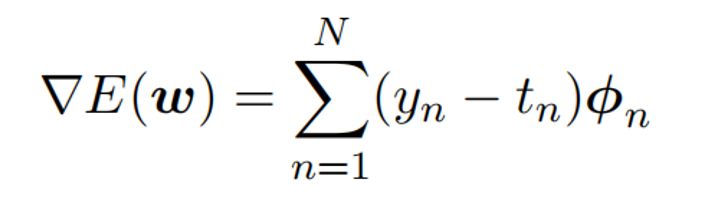 ∇E(𝒘) = ∑_{n=1}^{N} (y_n − t_n)ϕ_n